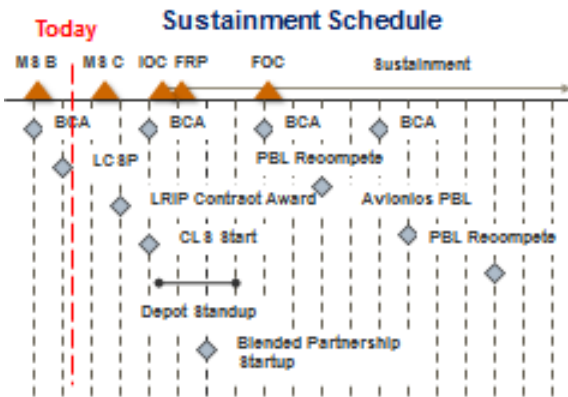 Sustainment Schedule
Today
MS B MS C IOC FRP FOC Sustainment
BCA BCA BCA BCA
LCSP PBL Recompete
LRIP Contract Award Avionics PBL
CLS Start PBL Recompete
Depot Standup
Blended Partnership
Startup